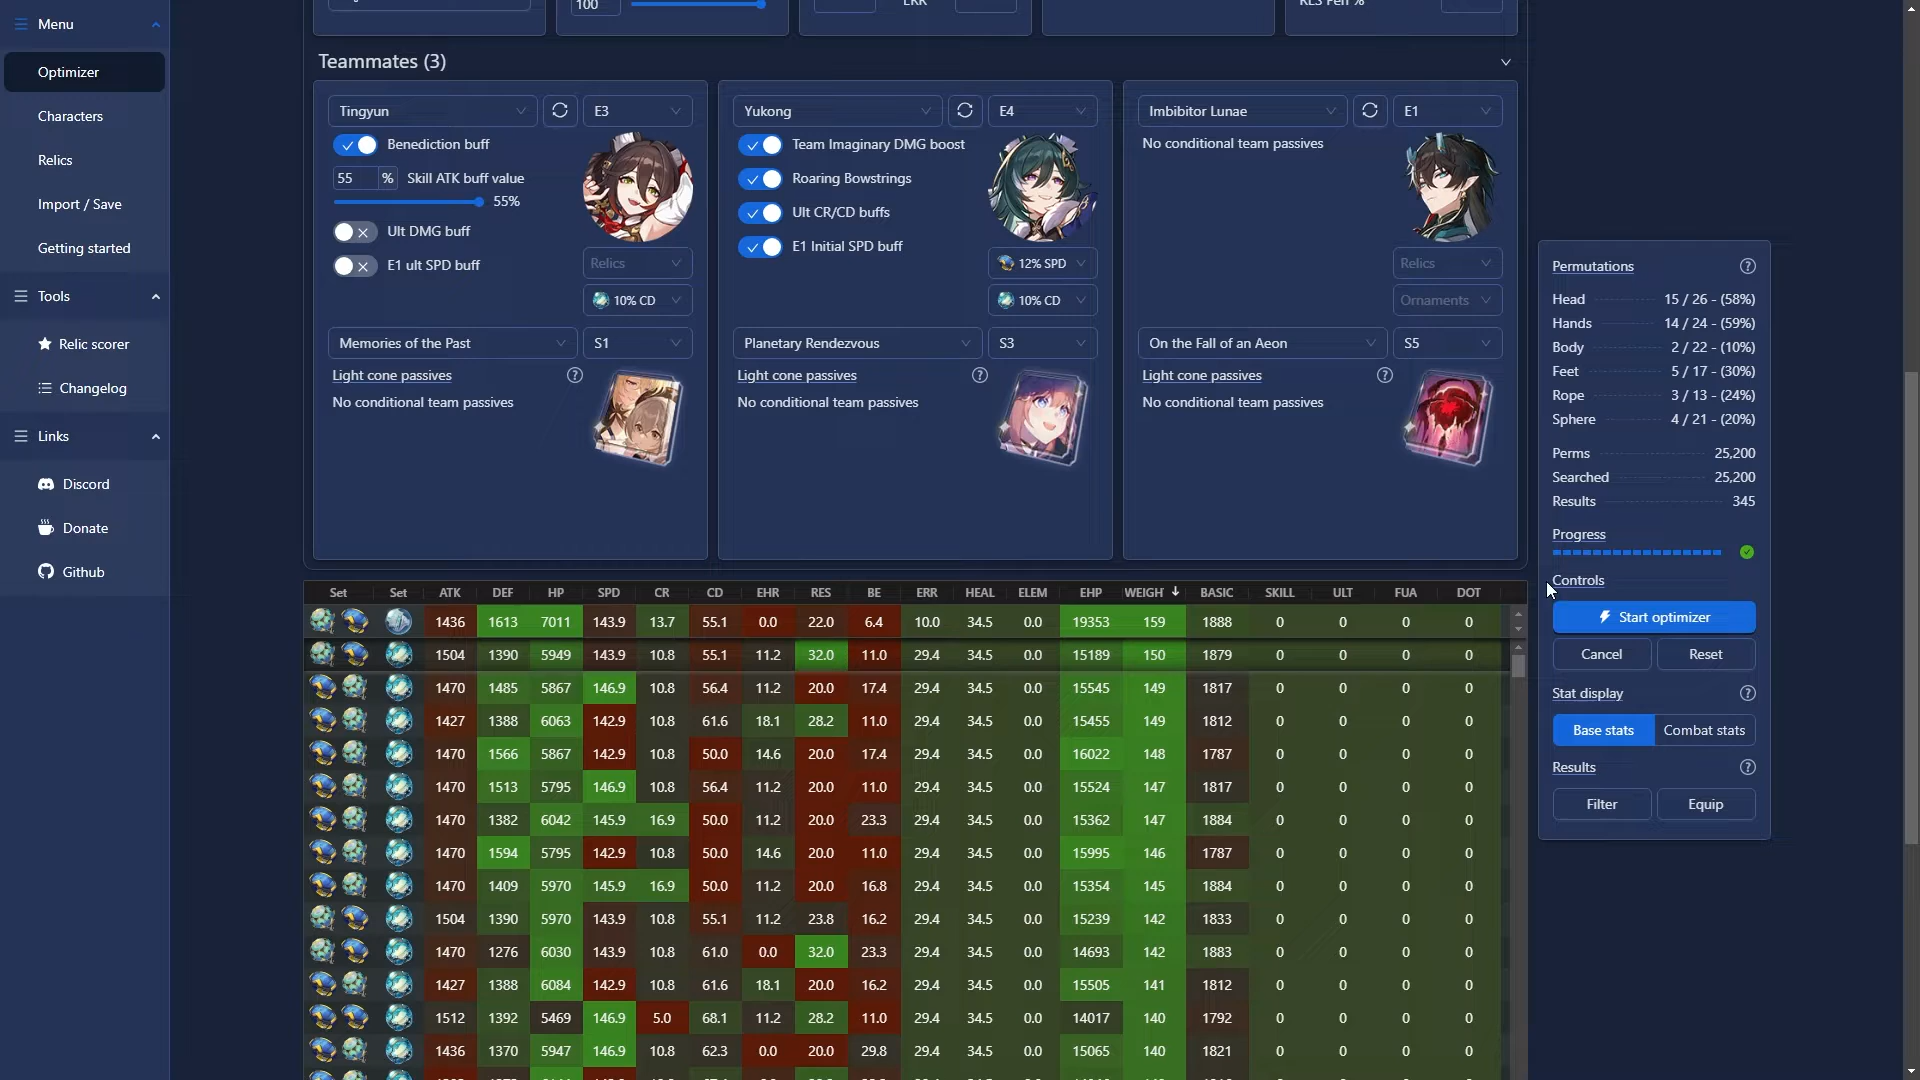 Menu
Optimizer
Characters
Relics
Import / Save
Getting started
Tools
Relic scorer
Changelog
Links
Discord
Donate
Github
100
ERR
RES Pen %
Teammates (3)
Tingyun
E3
Benediction buff
55 % Skill ATK buff value
55%
Ult DMG buff
E1 ult SPD buff
Relics
10% CD
Memories of the Past
S1
Light cone passives
No conditional team passives
Yukong
E4
Team Imaginary DMG boost
Roaring Bowstrings
Ult CR/CD buffs
E1 Initial SPD buff
12% SPD
10% CD
Planetary Rendezvous
S3
Light cone passives
No conditional team passives
Imbibitor Lunae
E1
No conditional team passives
Relics
Ornaments
On the Fall of an Aeon
S5
Light cone passives
No conditional team passives
Set Set ATK DEF HP SPD CR CD EHR RES BE ERR HEAL ELEM EHP WEIGH BASIC SKILL ULT FUA DOT
1436 1613 7011 143.9 13.7 55.1 0.0 22.0 6.4 10.0 34.5 0.0 19353 159 1888 0 0 0 0
1504 1390 5949 143.9 10.8 55.1 11.2 32.0 11.0 29.4 34.5 0.0 15189 150 1879 0 0 0 0
1470 1485 5867 146.9 10.8 56.4 11.2 20.0 17.4 29.4 34.5 0.0 15545 149 1817 0 0 0 0
1427 1388 6063 142.9 10.8 61.6 18.1 28.2 11.0 29.4 34.5 0.0 15455 149 1812 0 0 0 0
1470 1566 5867 142.9 10.8 50.0 14.6 20.0 17.4 29.4 34.5 0.0 16022 148 1787 0 0 0 0
1470 1513 5795 146.9 10.8 56.4 11.2 20.0 11.0 29.4 34.5 0.0 15524 147 1817 0 0 0 0
1470 1382 6042 145.9 16.9 50.0 11.2 20.0 23.3 29.4 34.5 0.0 15362 147 1884 0 0 0 0
1470 1594 5795 142.9 10.8 50.0 14.6 20.0 11.0 29.4 34.5 0.0 15995 146 1787 0 0 0 0
1470 1409 5970 145.9 16.9 50.0 11.2 20.0 16.8 29.4 34.5 0.0 15354 145 1884 0 0 0 0
1504 1390 5970 143.9 10.8 55.1 11.2 23.8 16.2 29.4 34.5 0.0 15239 142 1833 0 0 0 0
1470 1276 6030 143.9 10.8 61.0 0.0 32.0 23.3 29.4 34.5 0.0 14693 142 1883 0 0 0 0
1427 1388 6084 142.9 10.8 61.6 18.1 20.0 16.2 29.4 34.5 0.0 15505 141 1812 0 0 0 0
1512 1392 5469 146.9 5.0 68.1 11.2 28.2 11.0 29.4 34.5 0.0 14017 140 1792 0 0 0 0
1436 1370 5947 146.9 10.8 62.3 0.0 20.0 29.8 29.4 34.5 0.0 15065 140 1821 0 0 0 0
Permutations
Head 15 / 26 - (58%)
Hands 14 / 24 - (59%)
Body 2 / 22 - (10%)
Feet 5 / 17 - (30%)
Rope 3 / 13 - (24%)
Sphere 4 / 21 - (20%)
Perms 25,200
Searched 25,200
Results 345
Progress
Controls
Start optimizer
Cancel Reset
Stat display
Base stats Combat stats
Results
Filter Equip